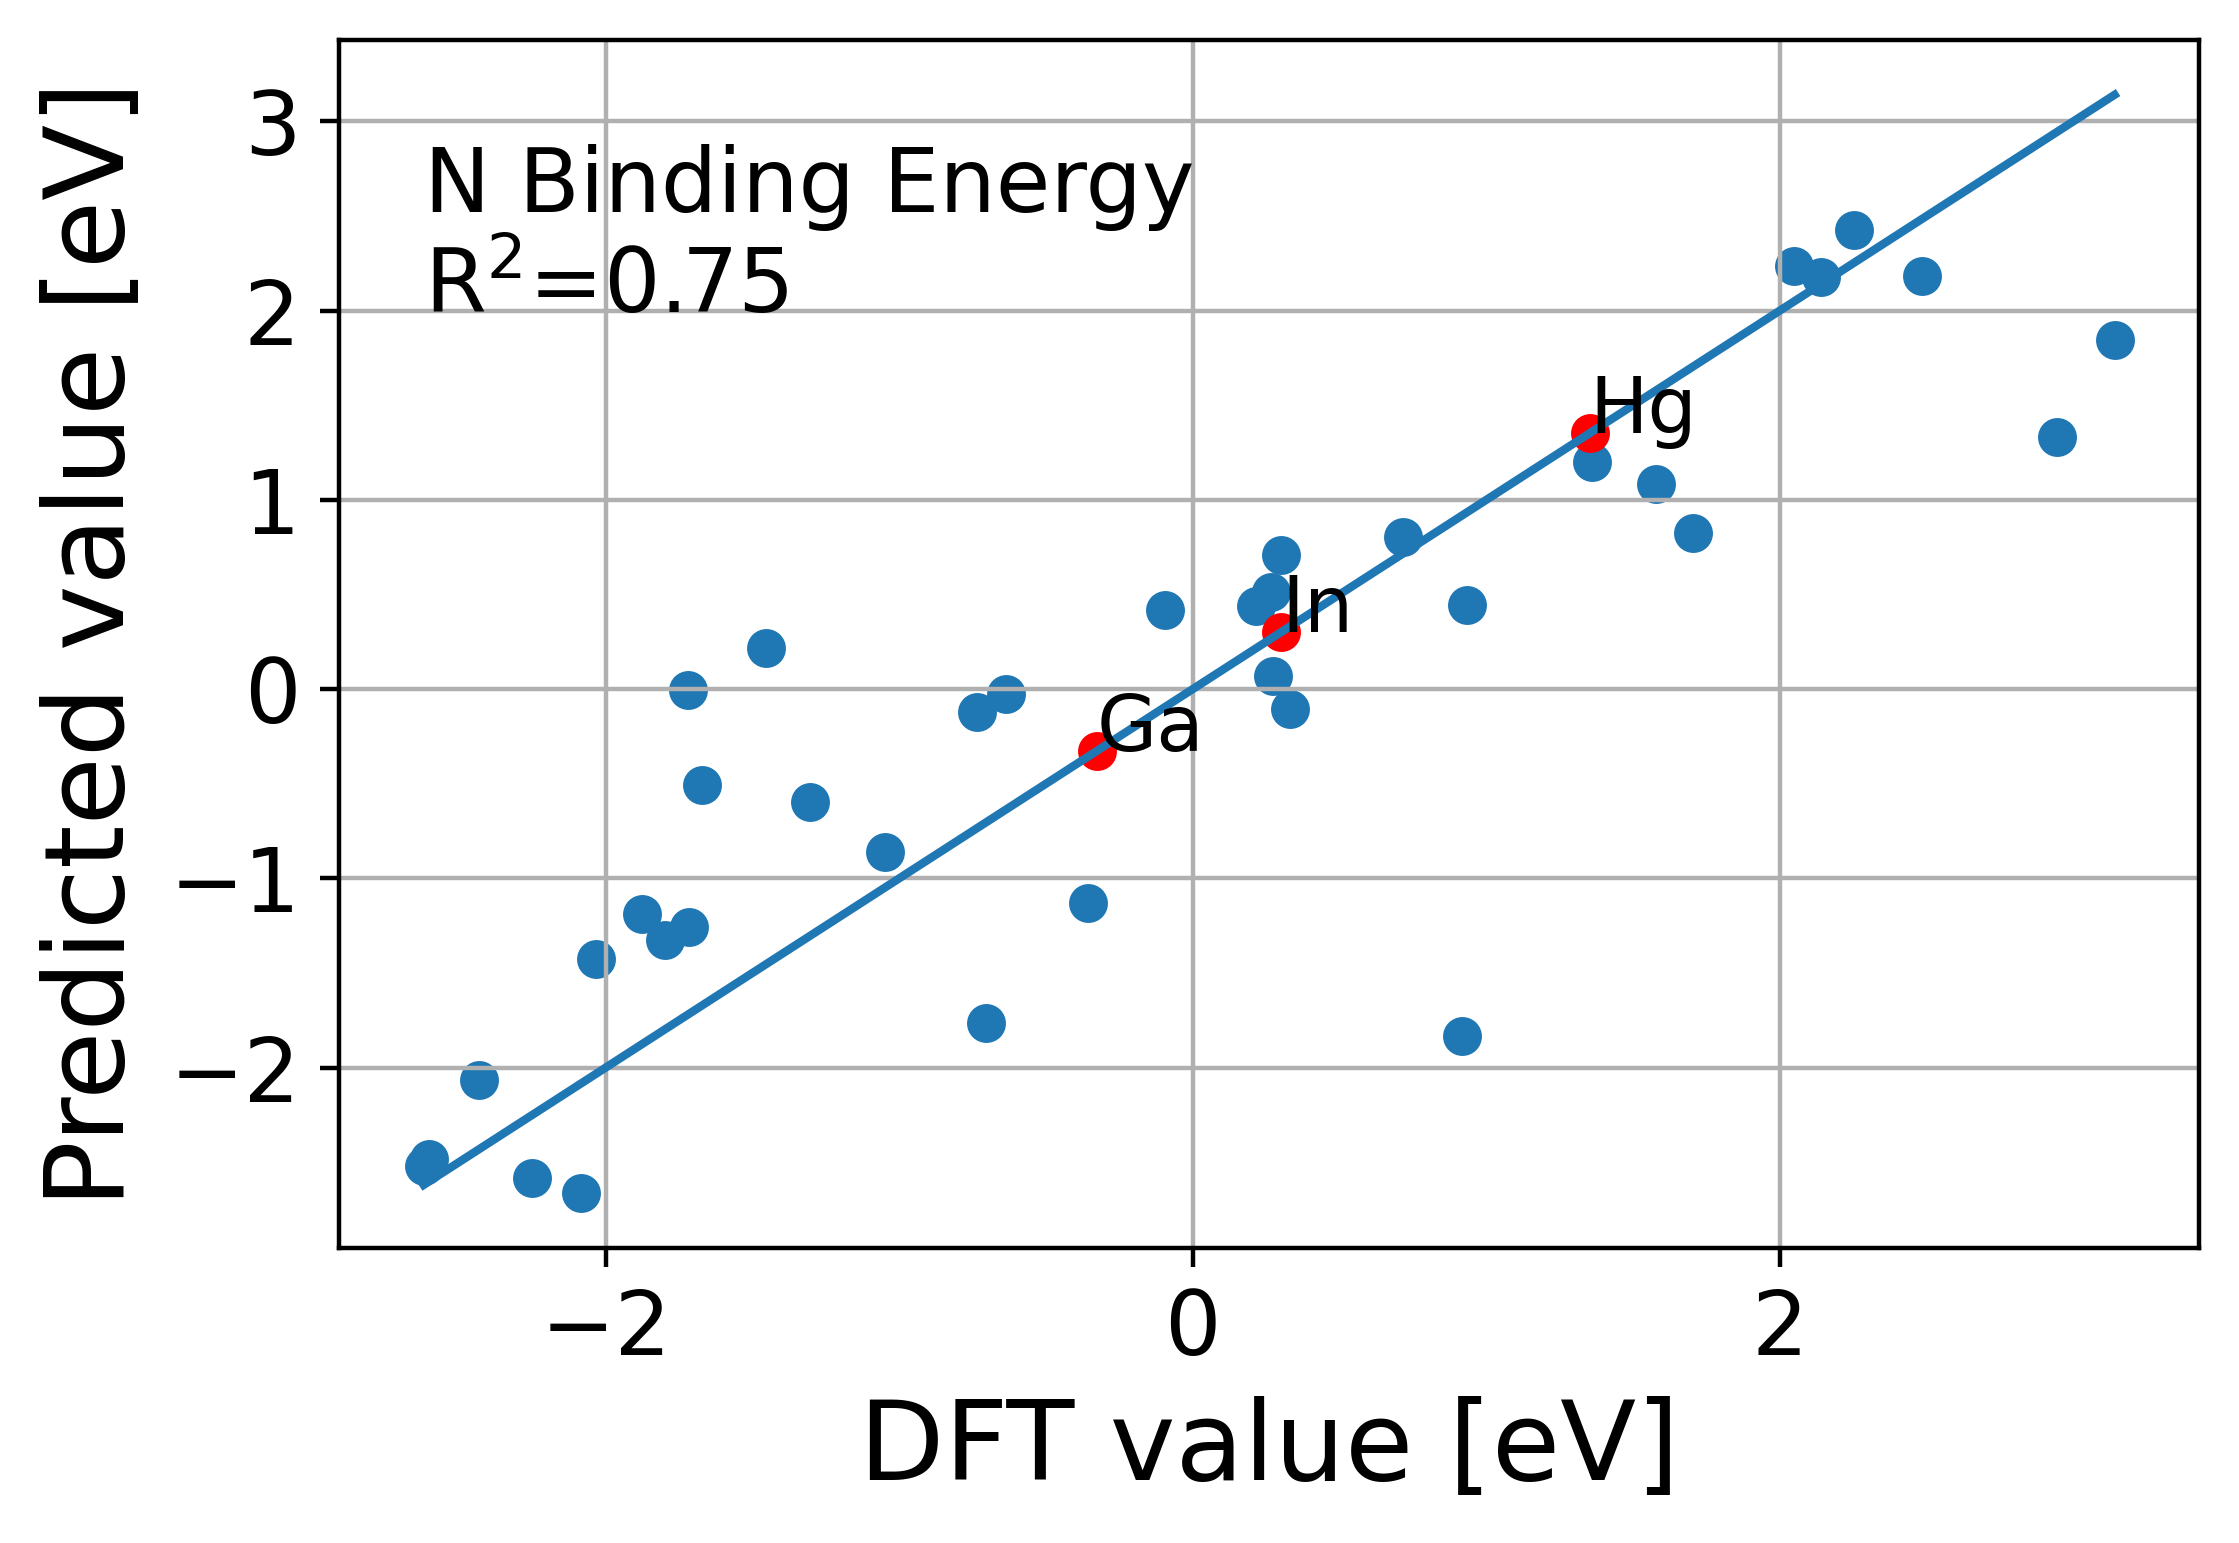 N Binding Energy
R²=0.75
Hg
In
Ga
3
2
1
0
−1
−2
−2
0
2
Predicted value [eV]
DFT value [eV]